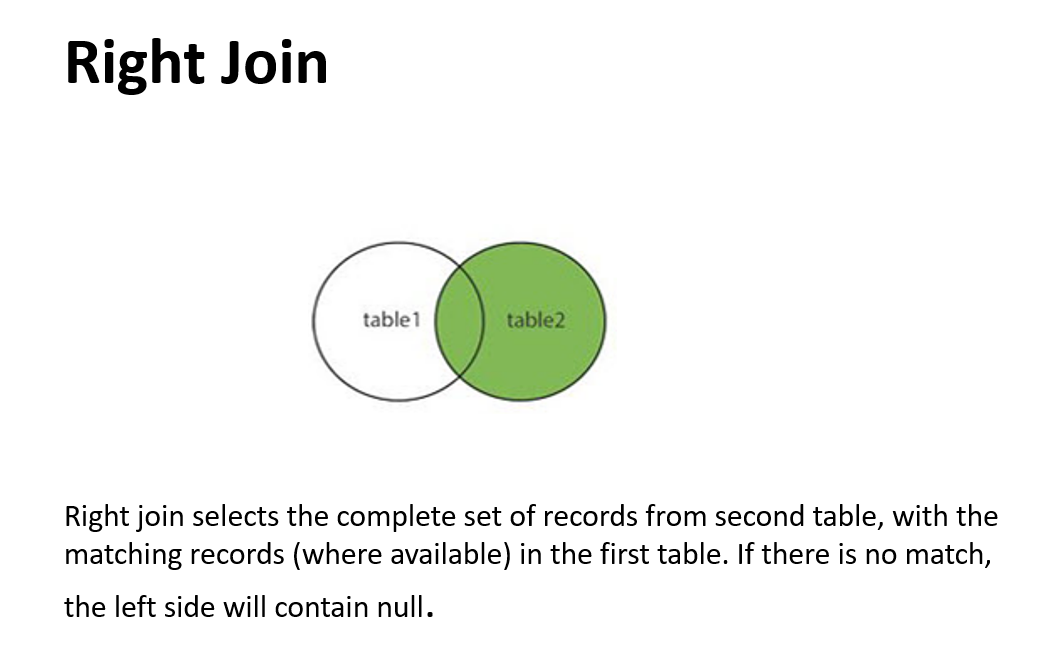 Right Join
table1
table2
Right join selects the complete set of records from second table, with the
matching records (where available) in the first table. If there is no match,
the left side will contain null.